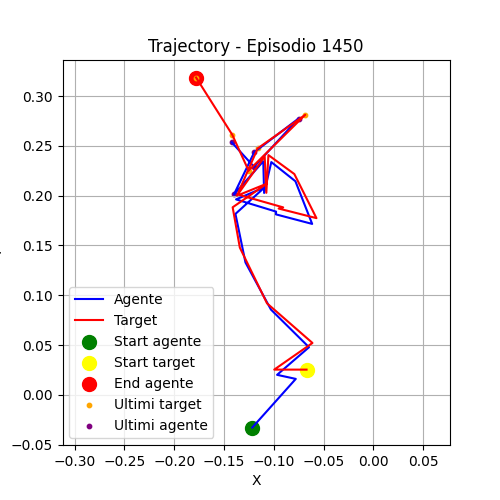 Trajectory - Episodio 1450
0.30
0.25
0.20
0.15
0.10
0.05
0.00
−0.05
−0.30
−0.25
−0.20
−0.15
−0.10
−0.05
0.00
0.05
X
Agente
Target
Start agente
Start target
End agente
Ultimi target
Ultimi agente